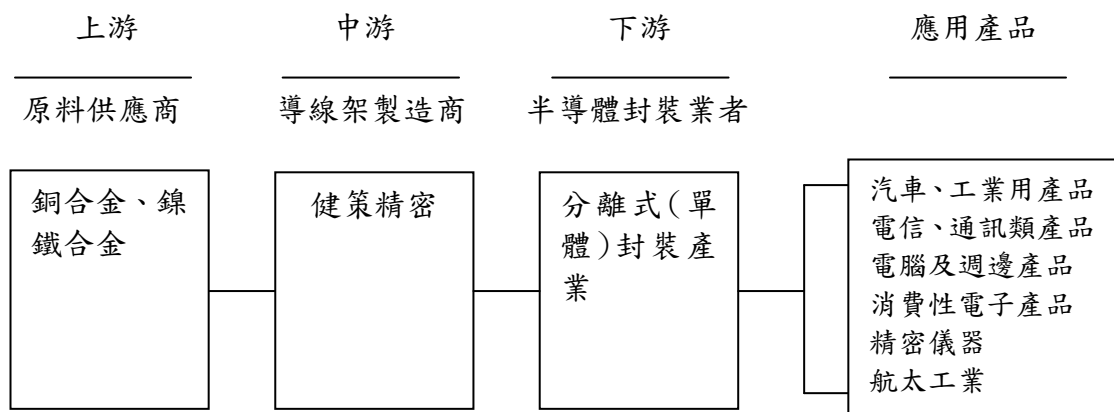 上游 中游 下游 應用產品
原料供應商 導線架製造商 半導體封裝業者
銅合金、鎳
鐵合金
健策精密
分離式(單
體)封裝產
業
汽車、工業用產品
電信、通訊類產品
電腦及週邊產品
消費性電子產品
精密儀器
航太工業